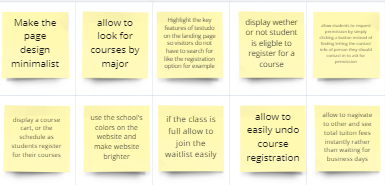 Make the
page
design
minimalist
allow to
look for
courses by
major
Highlight the key
features of testudo
on the landing page
so visitors do not
have to search for
like the registration
option for example
display wether
or not student
is eligble to
register for a
course
allow students to request
permission by simply
clicking a button instead of
finding
contact
info of person they should
contact in to ask for
permission
display a course
cart, or the
schedule as
students register
for their courses
use the school's
colors on the
website and
make website
brighter
if the class is
full allow to
join the
waitlist easily
allow to
easily undo
course
registration
allow to nagivate
to other and see
total tuiton fees
instantly rather
than waiting for
business days